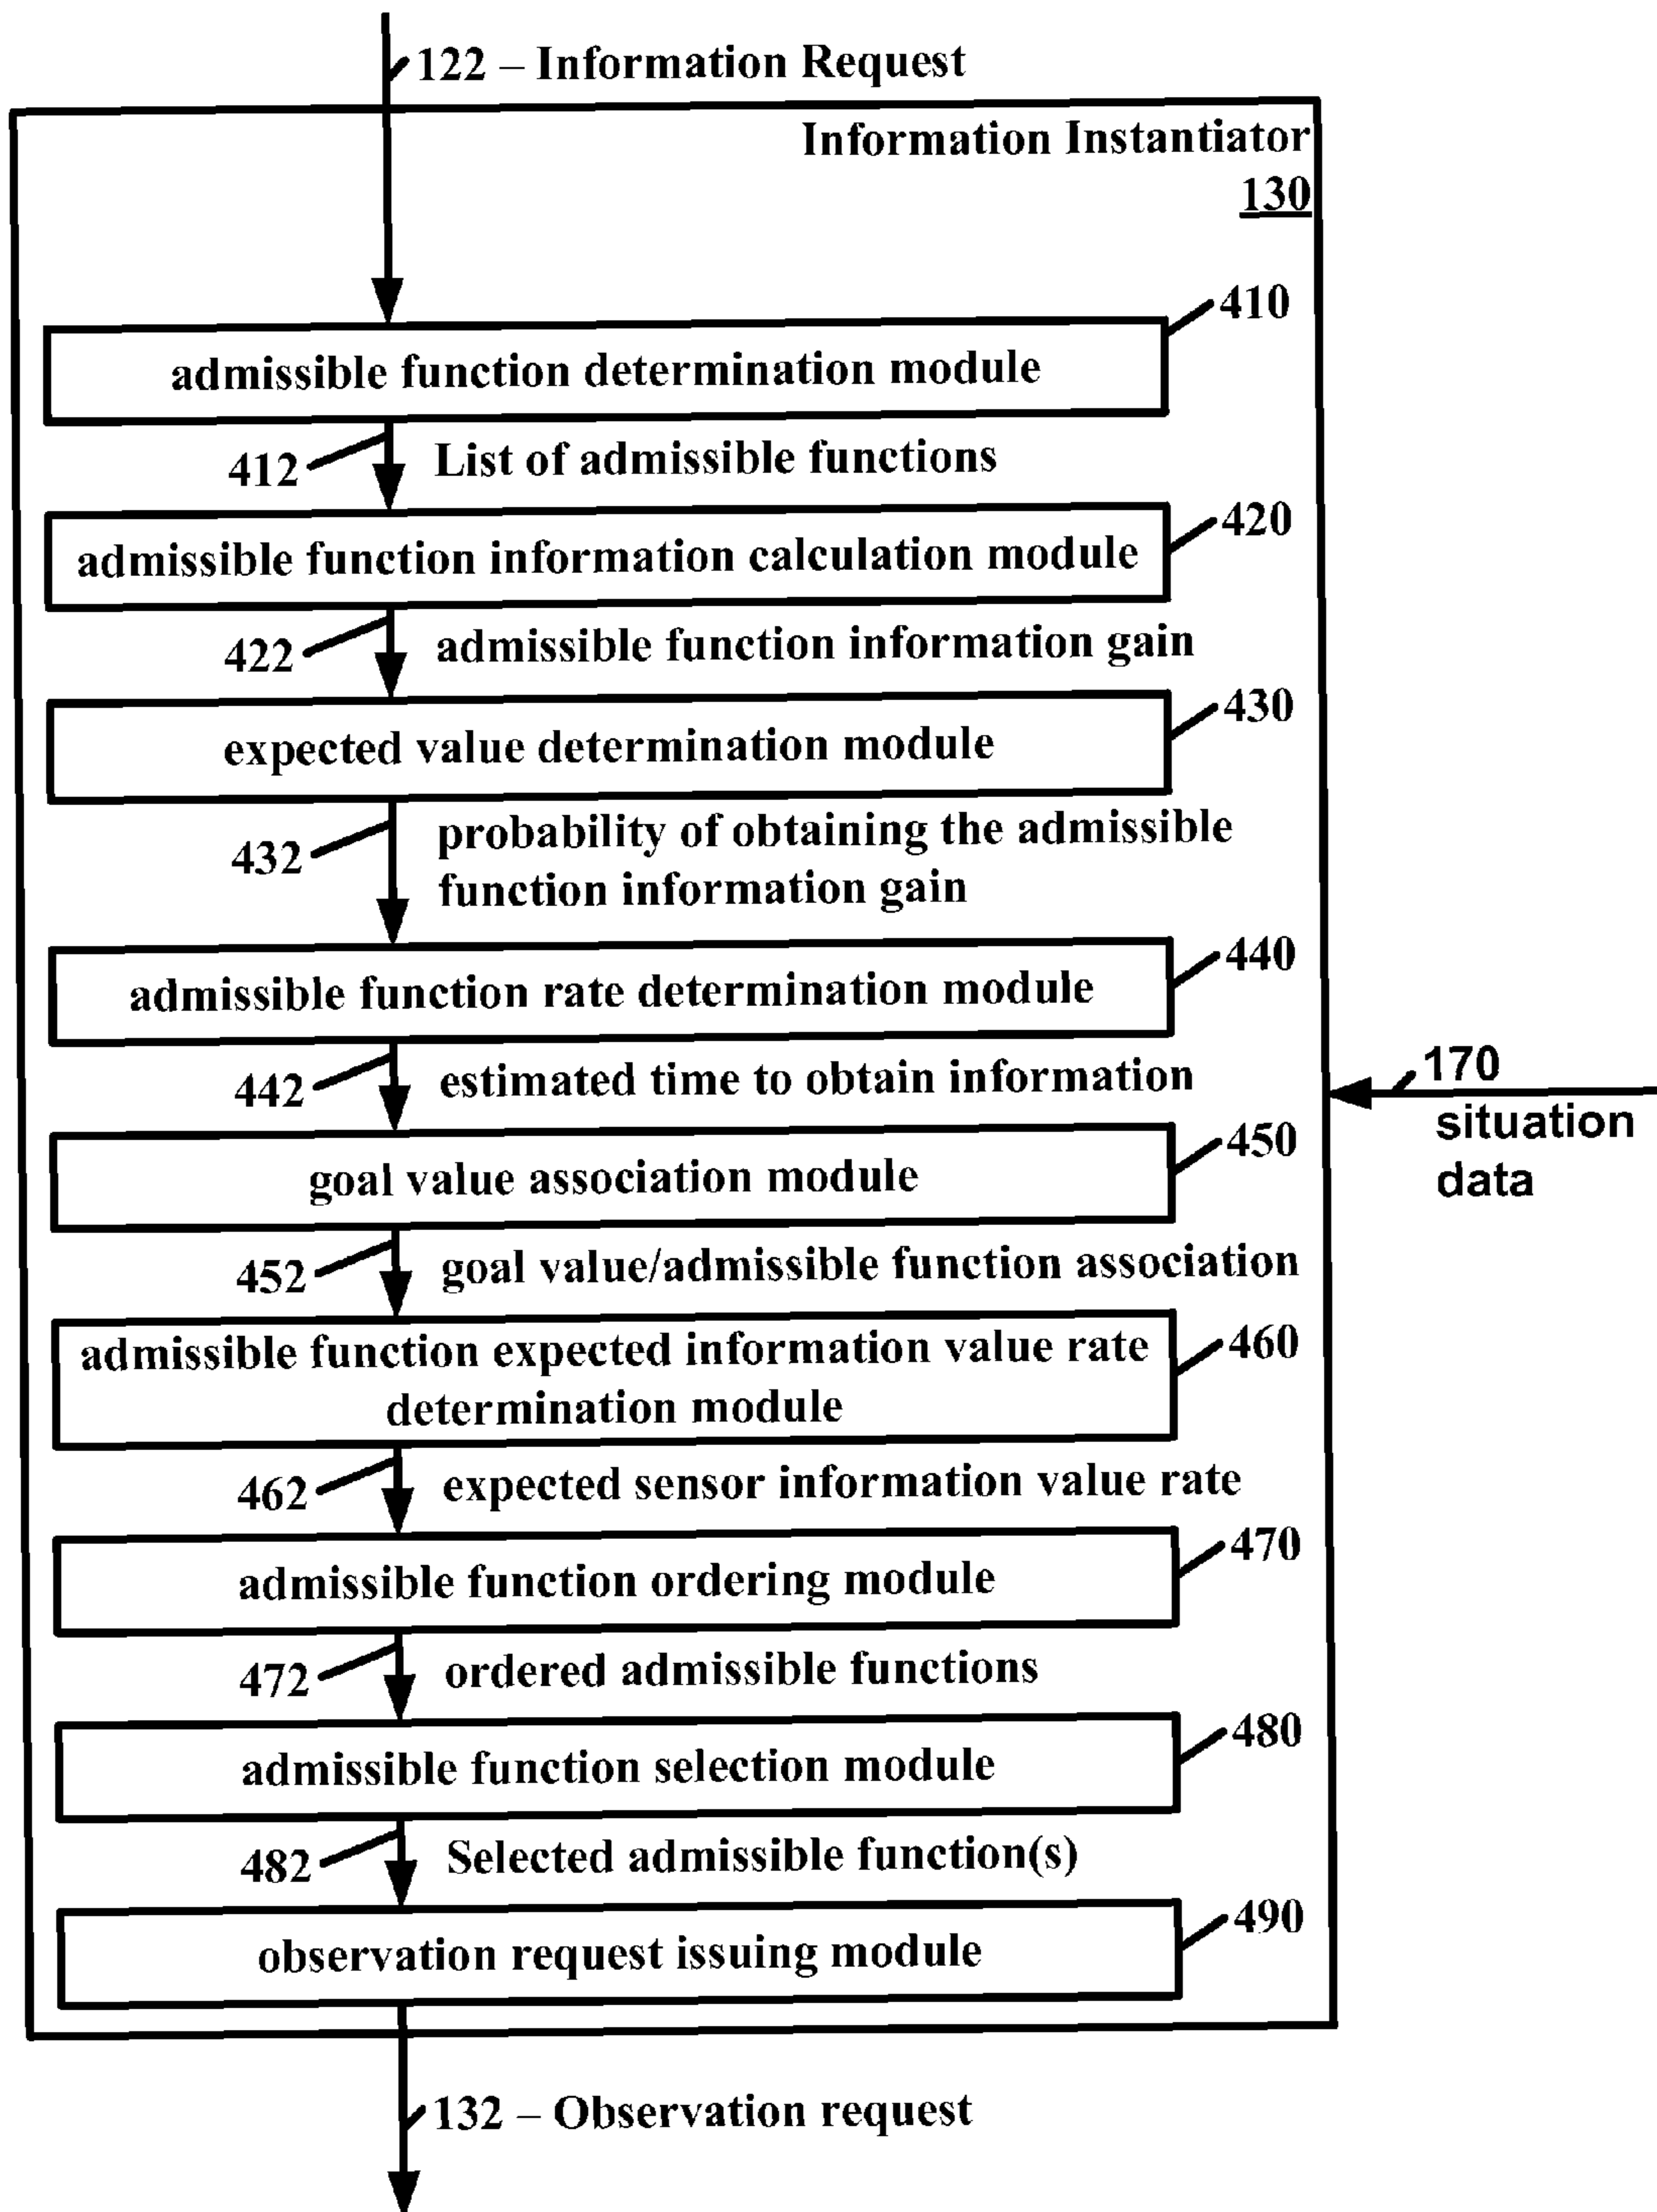 122 – Information Request
Information Instantiator
130
410
admissible function determination module
412
List of admissible functions
420
admissible function information calculation module
422
admissible function information gain
430
expected value determination module
432
probability of obtaining the admissible
function information gain
440
admissible function rate determination module
442
estimated time to obtain information
170
situation
data
450
goal value association module
452
goal value/admissible function association
460
admissible function expected information value rate
determination module
462
expected sensor information value rate
470
admissible function ordering module
472
ordered admissible functions
480
admissible function selection module
482
Selected admissible function(s)
490
observation request issuing module
132 – Observation request